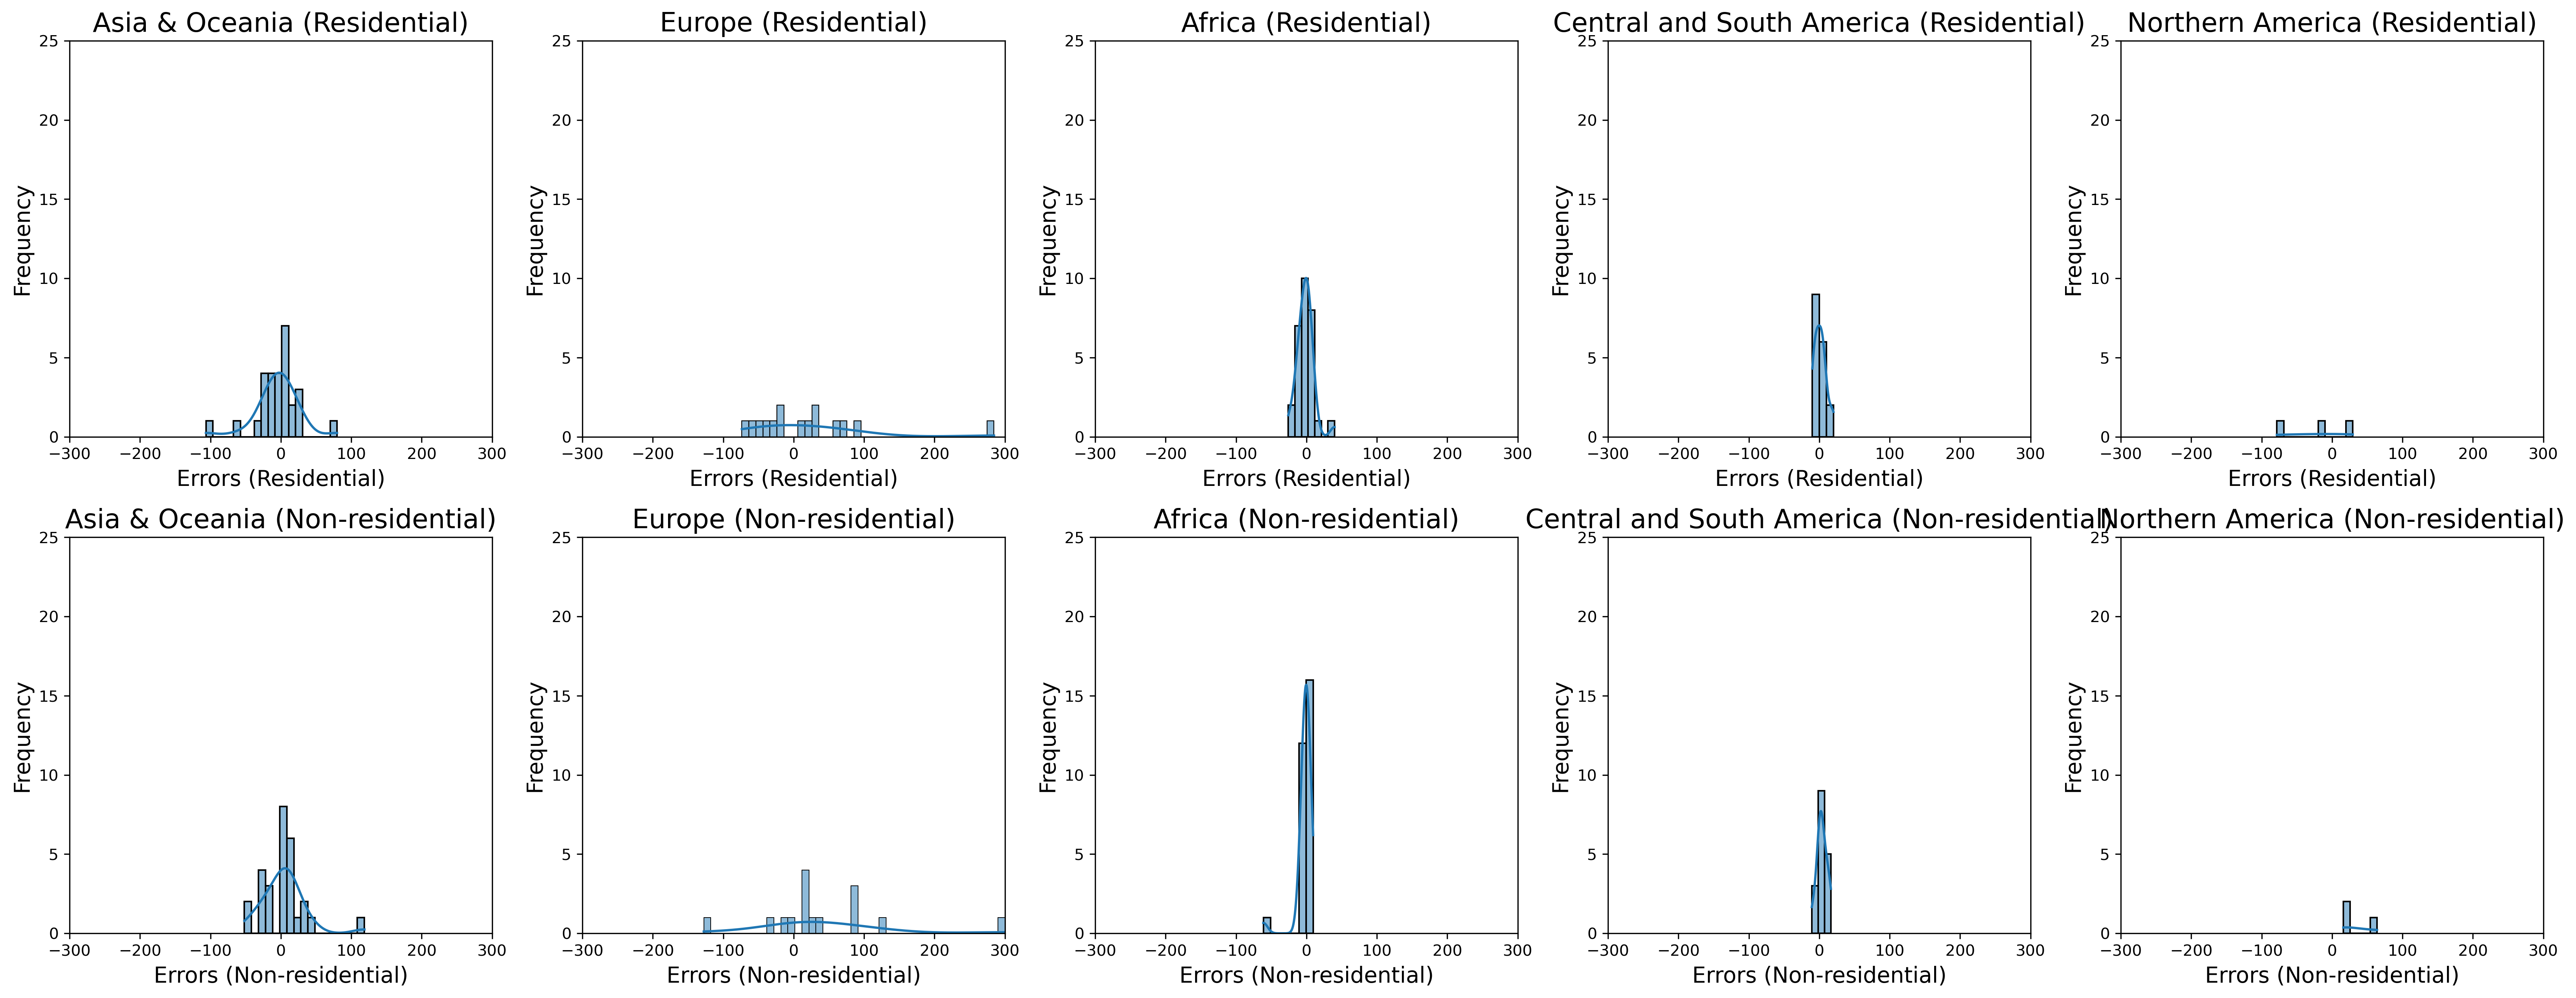 Asia & Oceania (Residential)
25
20
15
10
5
0
Frequency
−300 −200 −100 0 100 200 300
Errors (Residential)
Europe (Residential)
25
20
15
10
5
0
Frequency
−300 −200 −100 0 100 200 300
Errors (Residential)
Africa (Residential)
25
20
15
10
5
0
Frequency
−300 −200 −100 0 100 200 300
Errors (Residential)
Central and South America (Residential)
25
20
15
10
5
0
Frequency
−300 −200 −100 0 100 200 300
Errors (Residential)
Northern America (Residential)
25
20
15
10
5
0
Frequency
−300 −200 −100 0 100 200 300
Errors (Residential)
Asia & Oceania (Non-residential)
25
20
15
10
5
0
Frequency
−300 −200 −100 0 100 200 300
Errors (Non-residential)
Europe (Non-residential)
25
20
15
10
5
0
Frequency
−300 −200 −100 0 100 200 300
Errors (Non-residential)
Africa (Non-residential)
25
20
15
10
5
0
Frequency
−300 −200 −100 0 100 200 300
Errors (Non-residential)
Central and South America (Non-residential)
25
20
15
10
5
0
Frequency
−300 −200 −100 0 100 200 300
Errors (Non-residential)
Northern America (Non-residential)
25
20
15
10
5
0
Frequency
−300 −200 −100 0 100 200 300
Errors (Non-residential)